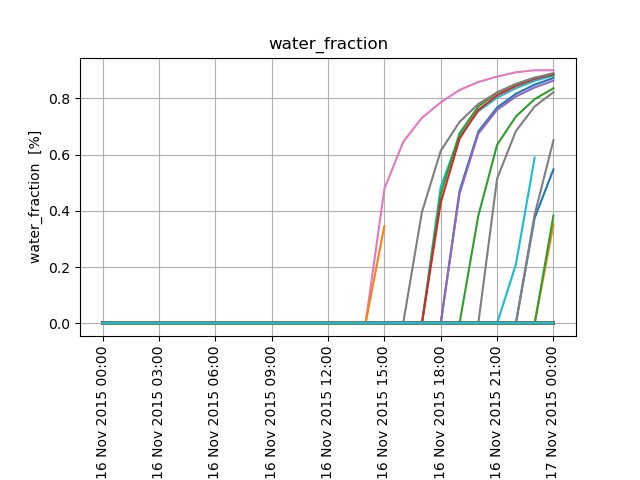 water_fraction
water_fraction [%]
0.8
0.6
0.4
0.2
0.0
16 Nov 2015 00:00
16 Nov 2015 03:00
16 Nov 2015 06:00
16 Nov 2015 09:00
16 Nov 2015 12:00
16 Nov 2015 15:00
16 Nov 2015 18:00
16 Nov 2015 21:00
17 Nov 2015 00:00